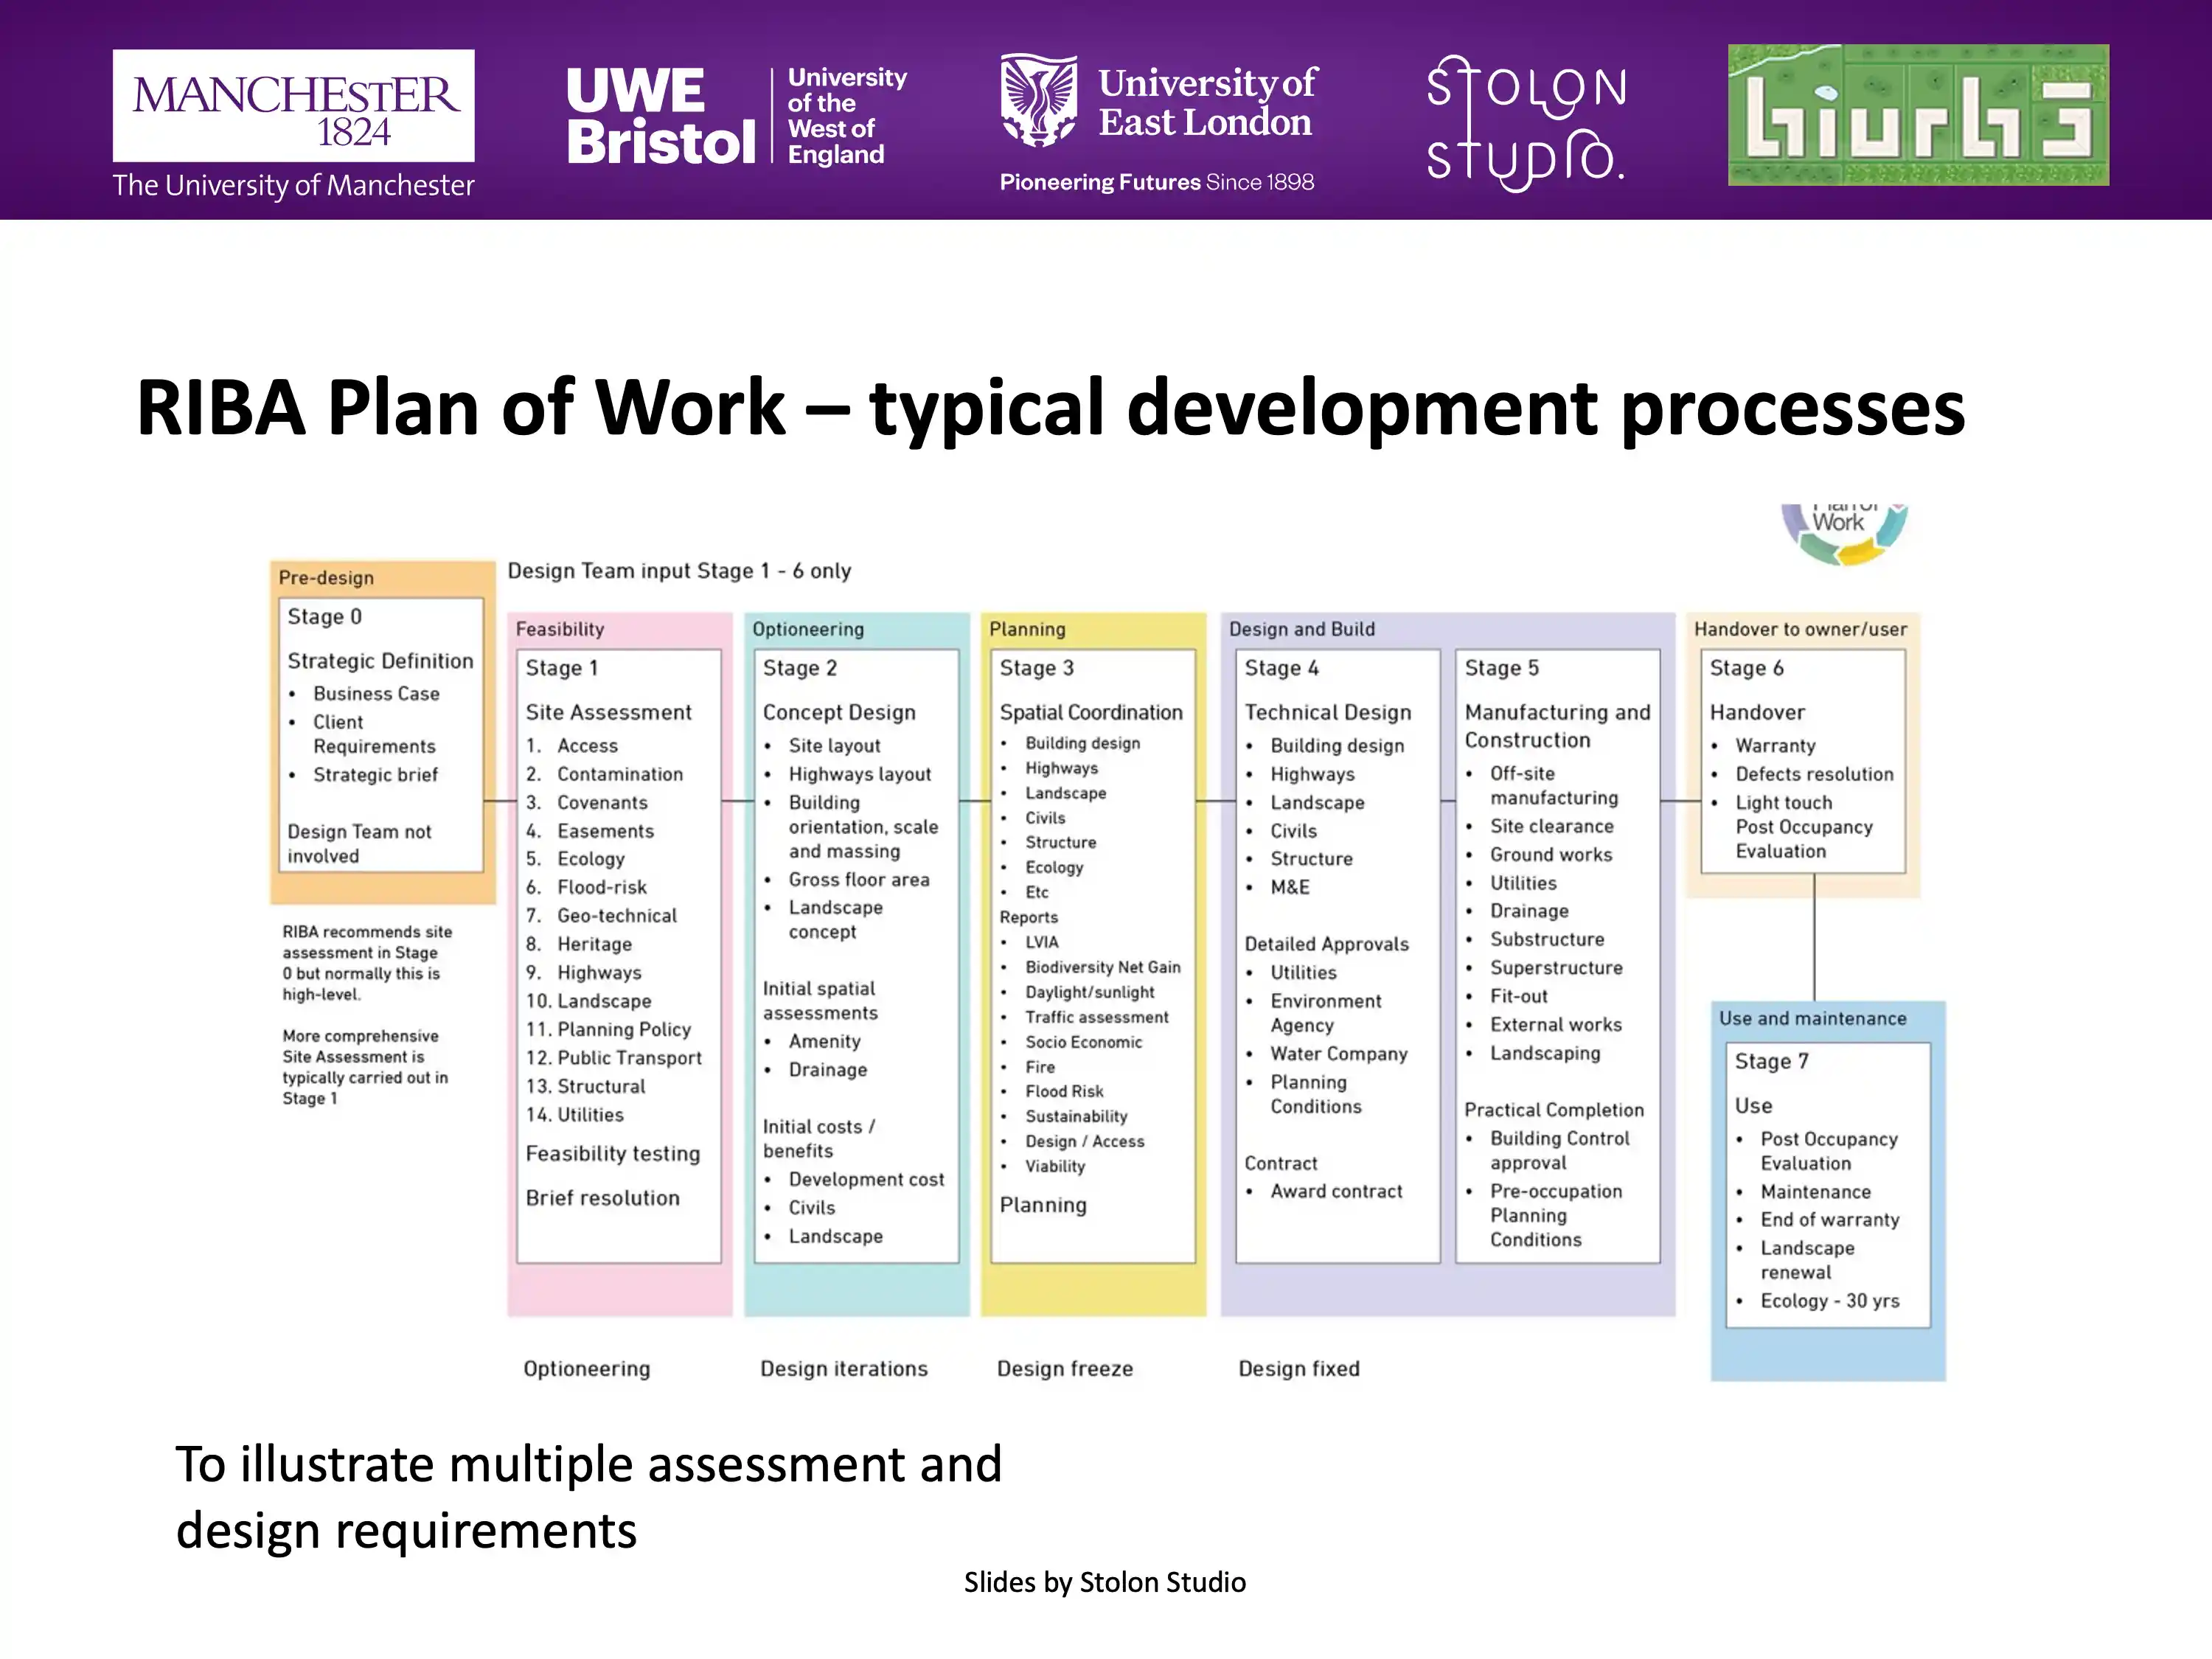 MANCHESTER
1824
The University of Manchester
UWE
Bristol
University
of the
West of
England
University of
East London
Pioneering Futures Since 1898
STOLON
STUDIO.
RIBA Plan of Work – typical development processes
Work
Pre-design
Stage 0
Strategic Definition
• Business Case
• Client
Requirements
• Strategic brief
Design Team not
involved
RIBA recommends site
assessment in Stage
0 but normally this is
high-level.
More comprehensive
Site Assessment is
typically carried out in
Stage 1
Design Team input Stage 1 - 6 only
Feasibility
Stage 1
Site Assessment
1. Access
2. Contamination
3. Covenants
4. Easements
5. Ecology
6. Flood-risk
7. Geo-technical
8. Heritage
9. Highways
10. Landscape
11. Planning Policy
12. Public Transport
13. Structural
14. Utilities
Feasibility testing
Brief resolution
Optioneering
Optioneering
Stage 2
Concept Design
• Site layout
• Highways layout
• Building
orientation, scale
and massing
• Gross floor area
• Landscape
concept
Initial spatial
assessments
• Amenity
• Drainage
Initial costs /
benefits
• Development cost
• Civils
• Landscape
Design iterations
Planning
Stage 3
Spatial Coordination
• Building design
• Highways
• Landscape
• Civils
• Structure
• Ecology
• Etc
Reports
• LVIA
• Biodiversity Net Gain
• Daylight/sunlight
• Traffic assessment
• Socio Economic
• Fire
• Flood Risk
• Sustainability
• Design / Access
• Viability
Planning
Design freeze
Design and Build
Stage 4
Technical Design
• Building design
• Highways
• Landscape
• Civils
• Structure
• M&E
Detailed Approvals
• Utilities
• Environment
Agency
• Water Company
• Planning
Conditions
Contract
• Award contract
Design fixed
Stage 5
Manufacturing and
Construction
• Off-site
manufacturing
• Site clearance
• Ground works
• Utilities
• Drainage
• Substructure
• Superstructure
• Fit-out
• External works
• Landscaping
Practical Completion
• Building Control
approval
• Pre-occupation
Planning
Conditions
Handover to owner/user
Stage 6
Handover
• Warranty
• Defects resolution
• Light touch
Post Occupancy
Evaluation
Use and maintenance
Stage 7
Use
• Post Occupancy
Evaluation
• Maintenance
• End of warranty
• Landscape
renewal
• Ecology - 30 yrs
To illustrate multiple assessment and
design requirements
Slides by Stolon Studio